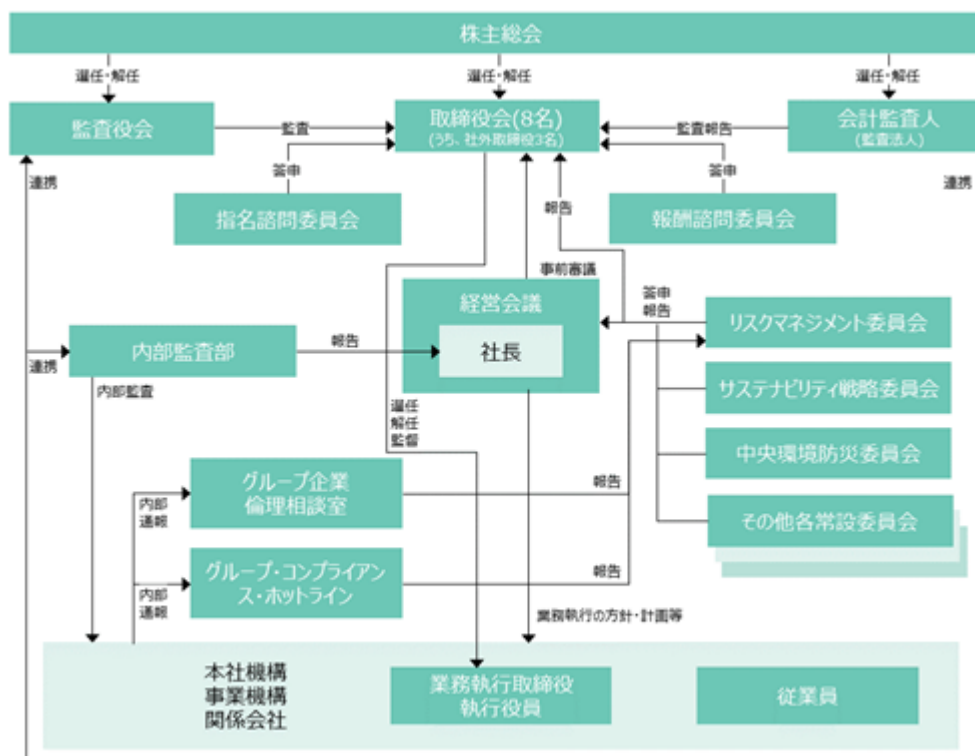 株主総会
選任・解任
選任・解任
選任・解任
監査役会
監査
取締役会(8名)
(うち、社外取締役3名)
監査報告
会計監査人
(監査法人)
連携
答申
答申
連携
指名諮問委員会
報告
報酬諮問委員会
事前審議
経営会議
社長
答申
報告
リスクマネジメント委員会
内部監査部
報告
連携
内部監査
サステナビリティ戦略委員会
選任
解任
監督
中央環境防災委員会
グループ企業
倫理相談室
内部
通報
報告
その他各常設委員会
グループ・コンプライアン
ス・ホットライン
内部
通報
報告
業務執行の方針・計画等
本社機構
事業機構
関係会社
業務執行取締役
執行役員
従業員